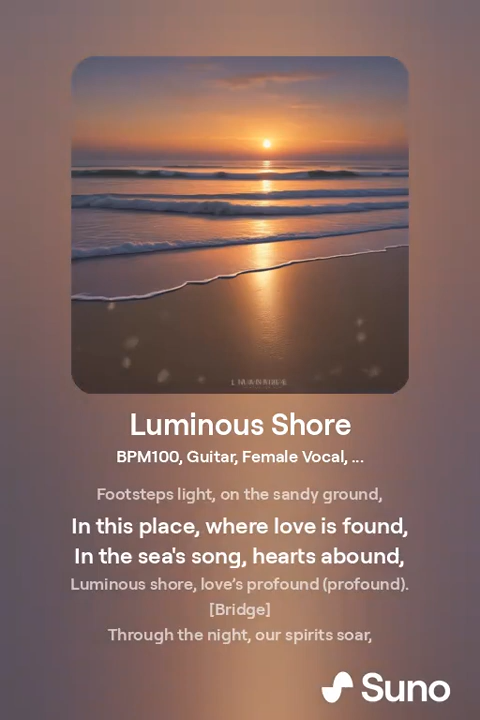 Luminous Shore
BPM100, Guitar, Female Vocal, ...
Footsteps light, on the sandy ground,
In this place, where love is found,
In the sea's song, hearts abound,
Luminous shore, love's profound (profound).
[Bridge]
Through the night, our spirits soar,
Suno